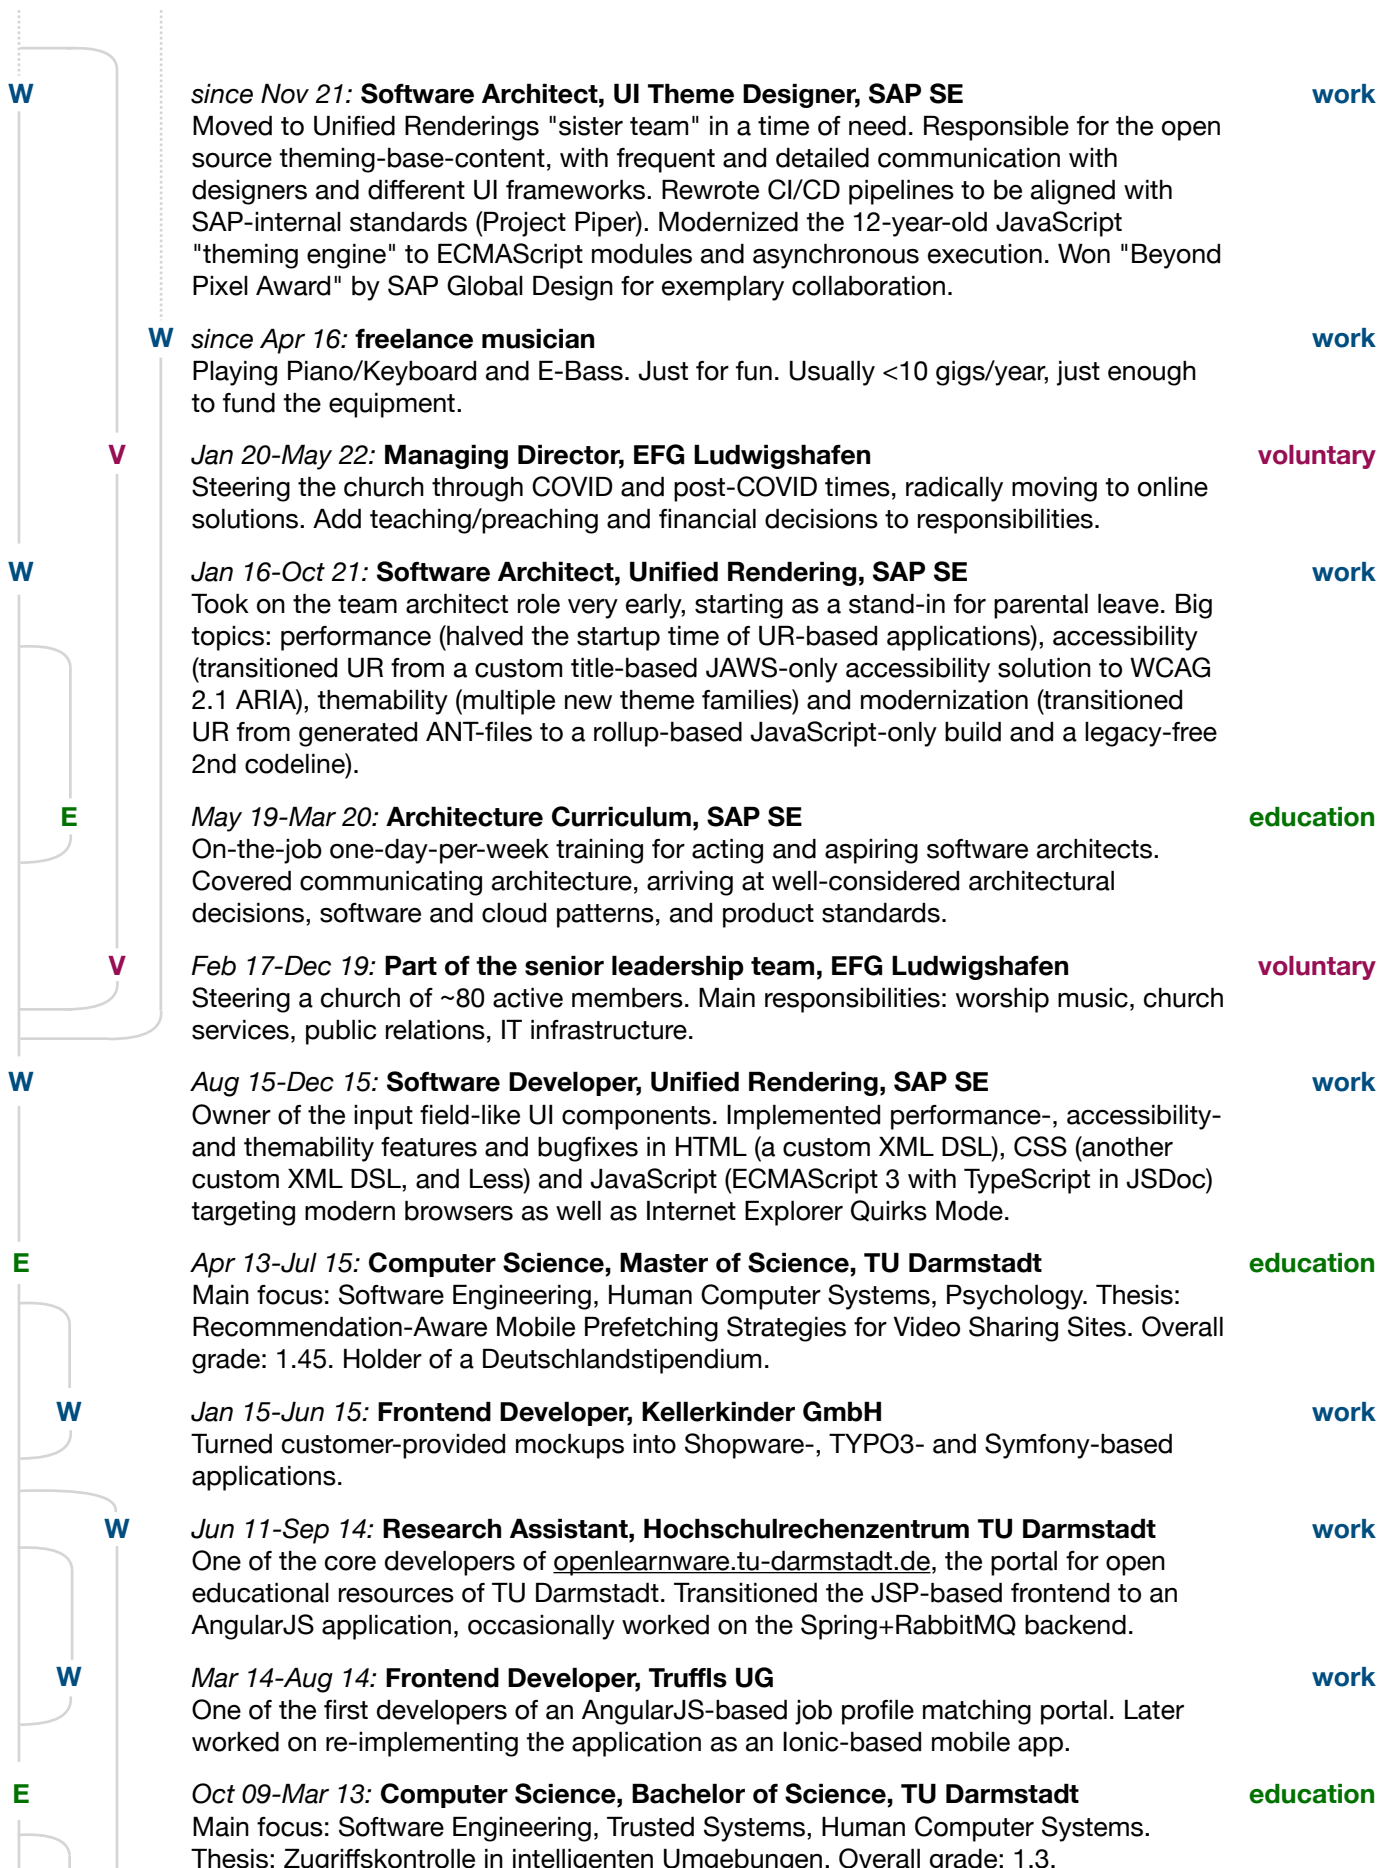 W since Nov 21: Software Architect, UI Theme Designer, SAP SE work
Moved to Unified Renderings "sister team" in a time of need. Responsible for the open
source theming-base-content, with frequent and detailed communication with
designers and different UI frameworks. Rewrote CI/CD pipelines to be aligned with
SAP-internal standards (Project Piper). Modernized the 12-year-old JavaScript
"theming engine" to ECMAScript modules and asynchronous execution. Won "Beyond
Pixel Award" by SAP Global Design for exemplary collaboration.
W since Apr 16: freelance musician work
Playing Piano/Keyboard and E-Bass. Just for fun. Usually <10 gigs/year, just enough
to fund the equipment.
V Jan 20-May 22: Managing Director, EFG Ludwigshafen voluntary
Steering the church through COVID and post-COVID times, radically moving to online
solutions. Add teaching/preaching and financial decisions to responsibilities.
W Jan 16-Oct 21: Software Architect, Unified Rendering, SAP SE work
Took on the team architect role very early, starting as a stand-in for parental leave. Big
topics: performance (halved the startup time of UR-based applications), accessibility
(transitioned UR from a custom title-based JAWS-only accessibility solution to WCAG
2.1 ARIA), themability (multiple new theme families) and modernization (transitioned
UR from generated ANT-files to a rollup-based JavaScript-only build and a legacy-free
2nd codeline).
E May 19-Mar 20: Architecture Curriculum, SAP SE education
On-the-job one-day-per-week training for acting and aspiring software architects.
Covered communicating architecture, arriving at well-considered architectural
decisions, software and cloud patterns, and product standards.
V Feb 17-Dec 19: Part of the senior leadership team, EFG Ludwigshafen voluntary
Steering a church of ~80 active members. Main responsibilities: worship music, church
services, public relations, IT infrastructure.
W Aug 15-Dec 15: Software Developer, Unified Rendering, SAP SE work
Owner of the input field-like UI components. Implemented performance-, accessibility-
and themability features and bugfixes in HTML (a custom XML DSL), CSS (another
custom XML DSL, and Less) and JavaScript (ECMAScript 3 with TypeScript in JSDoc)
targeting modern browsers as well as Internet Explorer Quirks Mode.
E Apr 13-Jul 15: Computer Science, Master of Science, TU Darmstadt education
Main focus: Software Engineering, Human Computer Systems, Psychology. Thesis:
Recommendation-Aware Mobile Prefetching Strategies for Video Sharing Sites. Overall
grade: 1.45. Holder of a Deutschlandstipendium.
W Jan 15-Jun 15: Frontend Developer, Kellerkinder GmbH work
Turned customer-provided mockups into Shopware-, TYPO3- and Symfony-based
applications.
W Jun 11-Sep 14: Research Assistant, Hochschulrechenzentrum TU Darmstadt work
One of the core developers of openlearnware.tu-darmstadt.de, the portal for open
educational resources of TU Darmstadt. Transitioned the JSP-based frontend to an
AngularJS application, occasionally worked on the Spring+RabbitMQ backend.
W Mar 14-Aug 14: Frontend Developer, Truffls UG work
One of the first developers of an AngularJS-based job profile matching portal. Later
worked on re-implementing the application as an Ionic-based mobile app.
E Oct 09-Mar 13: Computer Science, Bachelor of Science, TU Darmstadt education
Main focus: Software Engineering, Trusted Systems, Human Computer Systems.
Thesis: Zugriffskontrolle in intelligenten Umgebungen. Overall grade: 1.3.